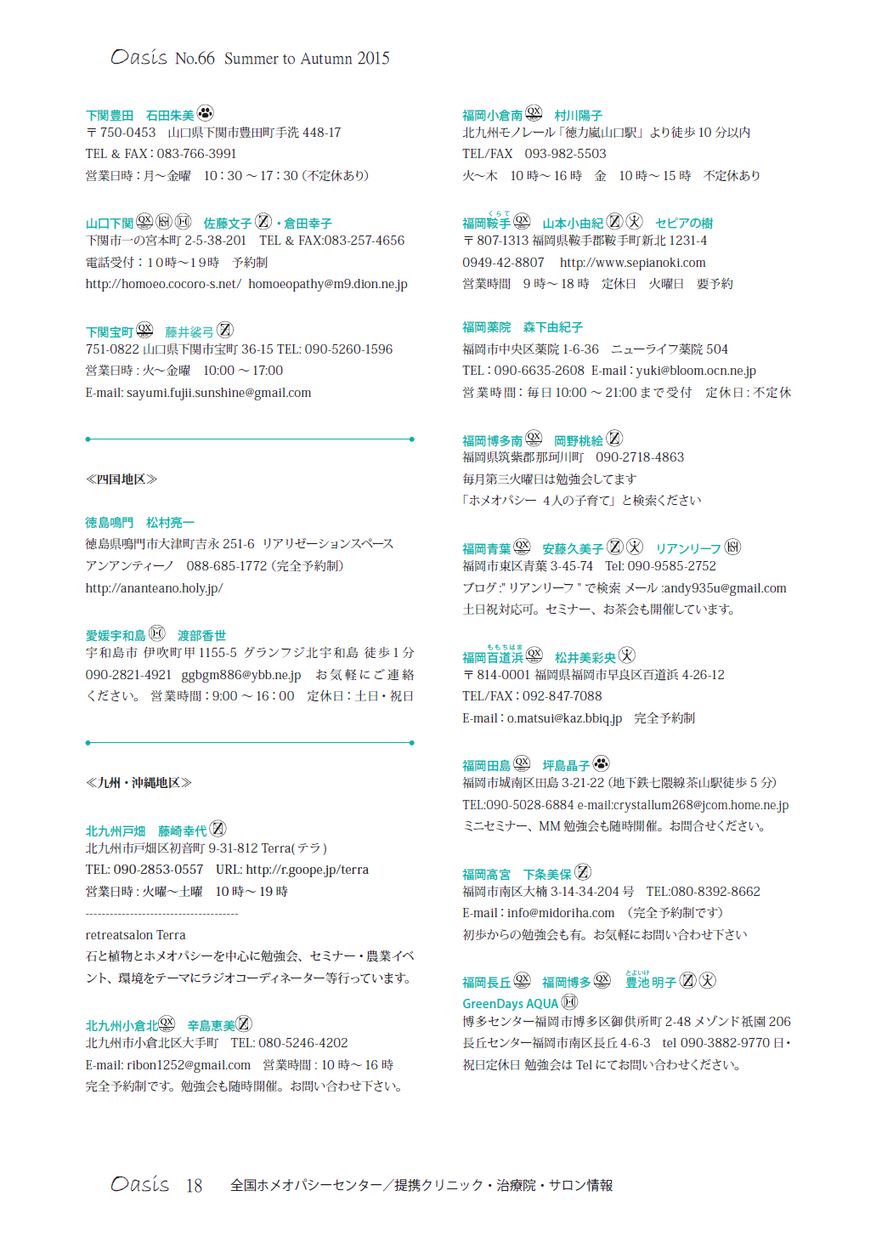 Oasis No.66 Summer to Autumn 2015
下関豊田 石田朱美
〒750-0453 山口県下関市豊田町手洗 448-17
TEL & FAX：083-766-3991
営業日時：月～金曜 10：30 ～ 17：30（不定休あり）
山口下関 QX 佐藤文子 Z・倉田幸子
下関市一の宮本町 2-5-38-201 TEL & FAX:083-257-4656
電話受付：１０時～１９時 予約制
http://homoeo.cocoro-s.net/ homoeopathy@m9.dion.ne.jp
下関宝町 QX 藤井裟弓 Z
751-0822 山口県下関市宝町 36-15 TEL: 090-5260-1596
営業日時 : 火～金曜 10:00 ～ 17:00
E-mail: sayumi.fujii.sunshine@gmail.com
≪四国地区≫
徳島鳴門 松村亮一
徳島県鳴門市大津町吉永 251-6 リアリゼーションスペース
アンアンティーノ 088-685-1772（完全予約制）
http://ananteano.holy.jp/
愛媛宇和島 渡部香世
宇和島市 伊吹町甲 1155-5 グランフジ北宇和島 徒歩１分
090-2821-4921 ggbgm886@ybb.ne.jp お気軽にご連絡
ください。 営業時間：9:00 ～ 16：00 定休日：土日・祝日
≪九州・沖縄地区≫
北九州戸畑 藤崎幸代 Z
北九州市戸畑区初音町 9-31-812 Terra( テラ )
TEL: 090-2853-0557 URL: http://r.goope.jp/terra
営業日時 : 火曜～土曜 10 時～ 19 時
--------------------------------------
retreatsalon Terra
石と植物とホメオパシーを中心に勉強会、セミナー・農業イベ
ント、環境をテーマにラジオコーディネーター等行っています。
北九州小倉北 QX 辛島恵美 Z
北九州市小倉北区大手町 TEL: 080-5246-4202
E-mail: ribon1252@gmail.com 営業時間 : 10 時～ 16 時
完全予約制です。勉強会も随時開催。お問い合わせ下さい。
福岡小倉南 QX 村川陽子
北九州モノレール「徳力嵐山口駅」より徒歩 10 分以内
TEL/FAX 093-982-5503
火～木 10 時～ 16 時 金 10 時～ 15 時 不定休あり
くらて
福岡鞍手 QX 山本小由紀 Z セピアの樹
〒807-1313 福岡県鞍手郡鞍手町新北 1231-4
0949-42-8807 http://www.sepianoki.com
営業時間 9 時～ 18 時 定休日 火曜日 要予約
福岡薬院 森下由紀子
福岡市中央区薬院 1-6-36 ニューライフ薬院 504
TEL：090-6635-2608 E-mail：yuki@bloom.ocn.ne.jp
営業時間：毎日 10:00 ～ 21:00 まで受付 定休日 : 不定休
福岡博多南 QX 岡野桃絵 Z
福岡県筑紫郡那珂川町 090-2718-4863
毎月第三火曜日は勉強会してます
「ホメオパシー 4人の子育て」と検索ください
福岡青葉 QX 安藤久美子 Z リアンリーフ
福岡市東区青葉 3-45-74 Tel: 090-9585-2752
ブログ :" リアンリーフ " で検索 メール :andy935u@gmail.com
土日祝対応可。セミナー、お茶会も開催しています。
ももちはま
福岡百道浜 QX 松井美彩央
〒814-0001 福岡県福岡市早良区百道浜 4-26-12
TEL/FAX：092-847-7088
E-mail：o.matsui@kaz.bbiq.jp 完全予約制
福岡田島 QX 坪島晶子
福岡市城南区田島 3-21-22（地下鉄七隈線茶山駅徒歩 5 分）
TEL:090-5028-6884 e-mail:crystallum268@jcom.home.ne.jp
ミニセミナー、MM 勉強会も随時開催。お問合せください。
福岡高宮 下条美保 Z
福岡市南区大楠 3-14-34-204 号 TEL:080-8392-8662
E-mail：info@midoriha.com （完全予約制です）
初歩からの勉強会も有。お気軽にお問い合わせ下さい
とよいけ
福岡長丘 QX 福岡博多 QX 豊池 明子 Z
GreenDays AQUA
博多センター福岡市博多区御供所町 2-48 メゾンド祇園 206
長丘センター福岡市南区長丘 4-6-3 tel 090-3882-9770 日・
祝日定休日 勉強会は Tel にてお問い合わせください。
Oasis 18 全国ホメオパシーセンター／提携クリニック・治療院・サロン情報